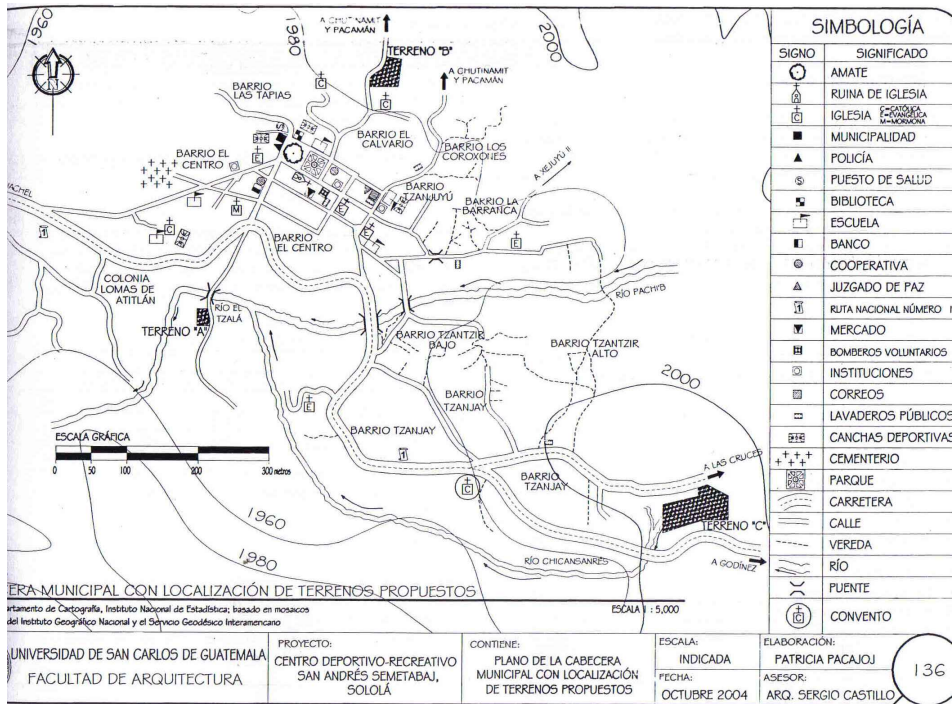 1960
1980
2000
A CHUTINAMIT
Y PACAMÁN
TERRENO "B"
A CHUTINAMIT
Y PACAMÁN
N
BARRIO
LAS TAPIAS
BARRIO EL
CALVARIO
BARRIO LOS
COROXONES
BARRIO EL
CENTRO
BARRIO
TZANJUYÚ
A XEJUYÚ II
BARRIO LA
BARRANCA
BARRIO
EL CENTRO
COLONIA
LOMAS DE
ATITLÁN
RÍO EL
TZALÁ
TERRENO "A"
RÍO PACHIB
BARRIO TZANTZIR
BAJO
BARRIO TZANTZIR
ALTO
2000
BARRIO
TZANJAY
BARRIO TZANJAY
BARRIO
TZANJAY
A LAS CRUCES
TERRENO "C"
A GODÍNEZ
RÍO CHICHANSANRES
1960
1980
ESCALA GRÁFICA
0 50 100 200 300 metros
ERA MUNICIPAL CON LOCALIZACIÓN DE TERRENOS PROPUESTOS
artamento de Cartografía, Instituto Nacional de Estadística; basado en mosaicos
del Instituto Geográfico Nacional y el Servicio Geodésico Interamericano
ESCALA 1 : 5,000
SIMBOLOGÍA
SIGNO SIGNIFICADO
AMATE
RUINA DE IGLESIA
C IGLESIA C=CATÓLICA E=EVANGÉLICA M=MORMONA
MUNICIPALIDAD
POLICÍA
S PUESTO DE SALUD
BIBLIOTECA
ESCUELA
BANCO
COOPERATIVA
JUZGADO DE PAZ
1 RUTA NACIONAL NÚMERO 1
MERCADO
BOMBEROS VOLUNTARIOS
INSTITUCIONES
CORREOS
LAVADEROS PÚBLICOS
CANCHAS DEPORTIVAS
CEMENTERIO
PARQUE
CARRETERA
CALLE
VEREDA
RÍO
PUENTE
C CONVENTO
UNIVERSIDAD DE SAN CARLOS DE GUATEMALA
FACULTAD DE ARQUITECTURA
PROYECTO:
CENTRO DEPORTIVO-RECREATIVO
SAN ANDRÉS SEMETABAJ,
SOLOLÁ
CONTIENE:
PLANO DE LA CABECERA
MUNICIPAL CON LOCALIZACIÓN
DE TERRENOS PROPUESTOS
ESCALA:
INDICADA
FECHA:
OCTUBRE 2004
ELABORACIÓN:
PATRICIA PACAJOJ
ASESOR:
ARQ. SERGIO CASTILLO
136